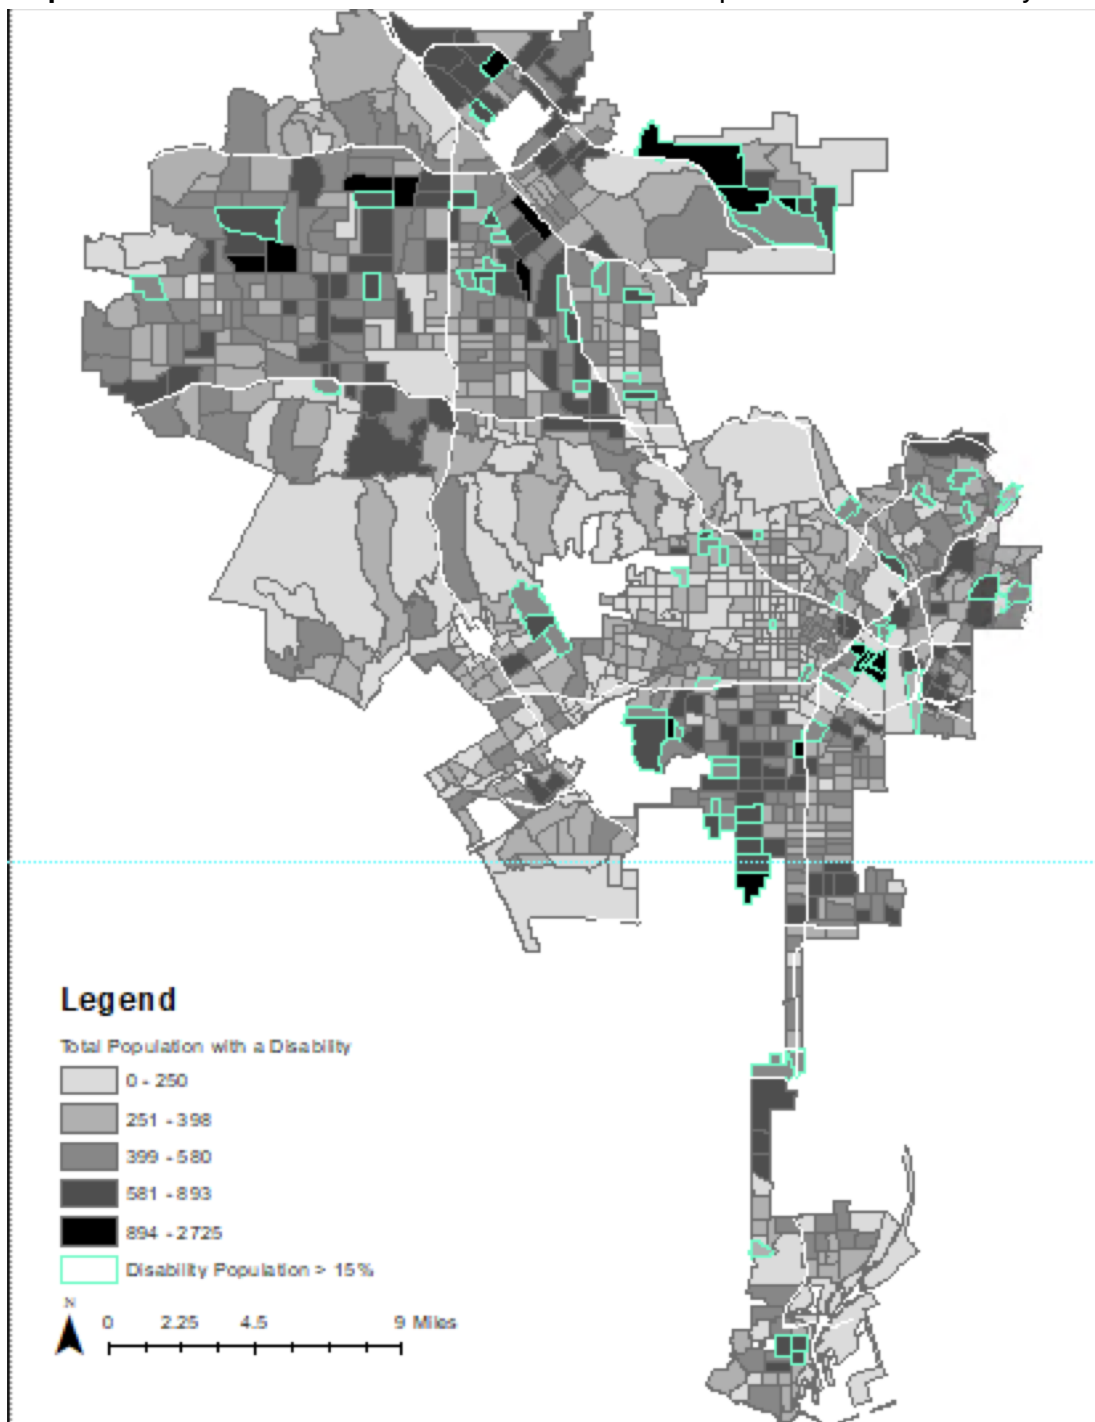 Legend
Total Population with a Disability
0 - 250
251 - 398
399 - 580
581 - 893
894 - 2725
Disability Population > 15%
N
0 2.25 4.5 9 Miles